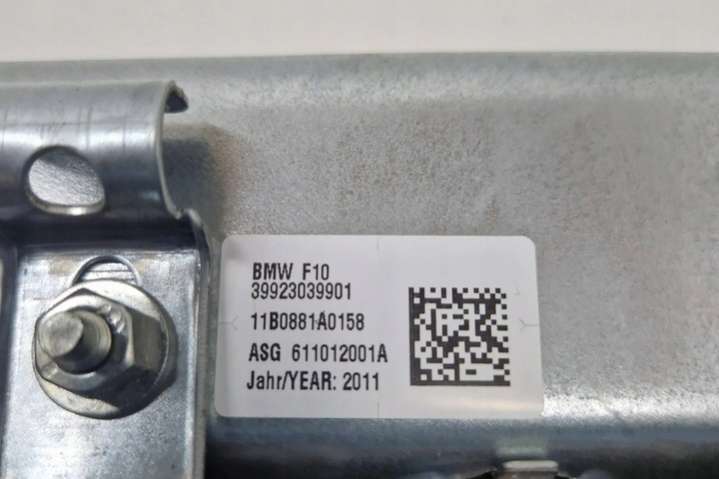 BMW F10
39923039901
11B0881A0158
ASG 611012001A
Jahr/YEAR: 2011